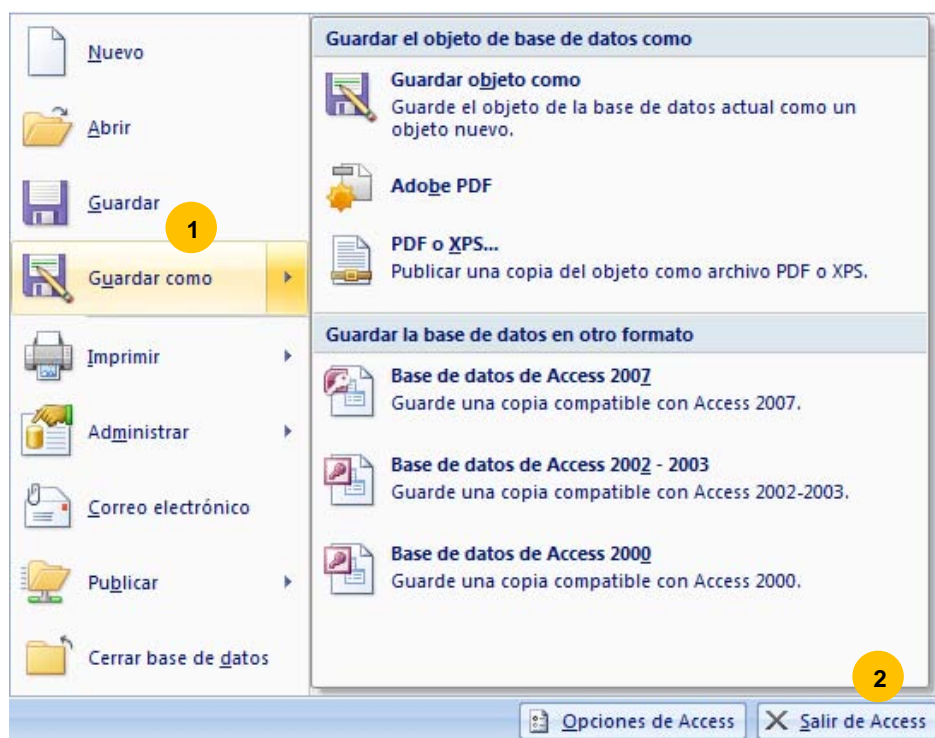 Nuevo
Abrir
Guardar
1
Guardar como
Imprimir
Administrar
Correo electrónico
Publicar
Cerrar base de datos
Guardar el objeto de base de datos como
Guardar objeto como
Guarde el objeto de la base de datos actual como un
objeto nuevo.
Adobe PDF
PDF o XPS...
Publicar una copia del objeto como archivo PDF o XPS.
Guardar la base de datos en otro formato
Base de datos de Access 2007
Guarde una copia compatible con Access 2007.
Base de datos de Access 2002 - 2003
Guarde una copia compatible con Access 2002-2003.
Base de datos de Access 2000
Guarde una copia compatible con Access 2000.
2
Opciones de Access
Salir de Access